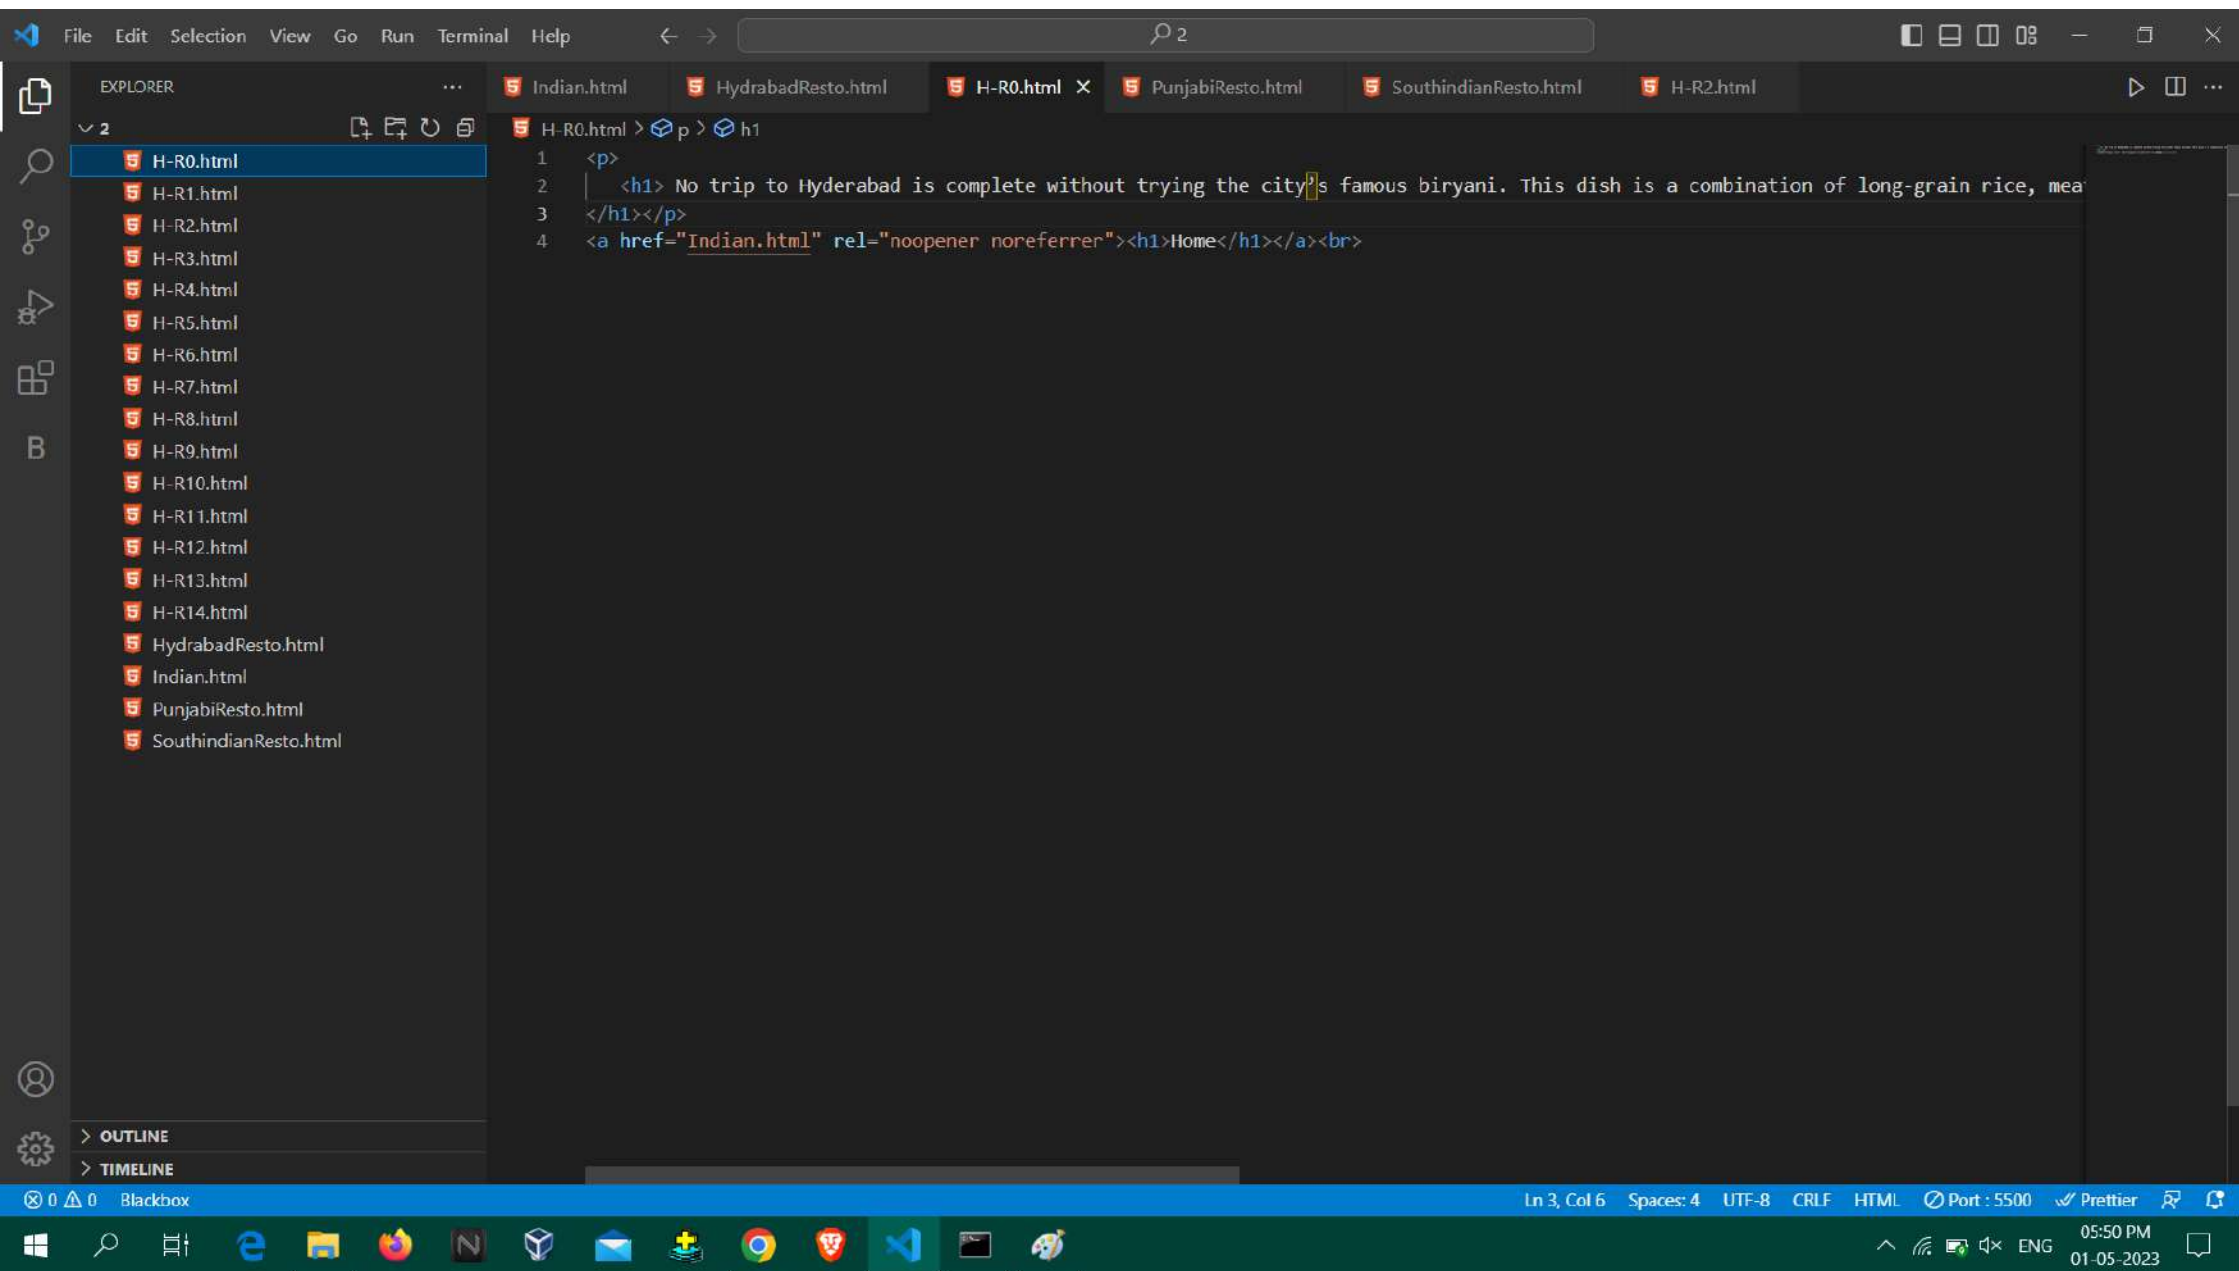 File Edit Selection View Go Run Terminal Help
2
EXPLORER
Indian.html HydrabadResto.html H-R0.html PunjabiResto.html SouthindianResto.html H-R2.html
2
H-R0.html > p > h1
H-R0.html
H-R1.html
H-R2.html
H-R3.html
H-R4.html
H-R5.html
H-R6.html
H-R7.html
H-R8.html
H-R9.html
H-R10.html
H-R11.html
H-R12.html
H-R13.html
H-R14.html
HydrabadResto.html
Indian.html
PunjabiResto.html
SouthindianResto.html
1 <p>
2 <h1> No trip to Hyderabad is complete without trying the city’s famous biryani. This dish is a combination of long-grain rice, mea
3 </h1></p>
4 <a href="Indian.html" rel="noopener noreferrer"><h1>Home</h1></a><br>
B
OUTLINE
TIMELINE
0 0 Blackbox Ln 3, Col 6 Spaces: 4 UTF-8 CRLF HTML Port : 5500 Prettier
ENG
05:50 PM
01-05-2023